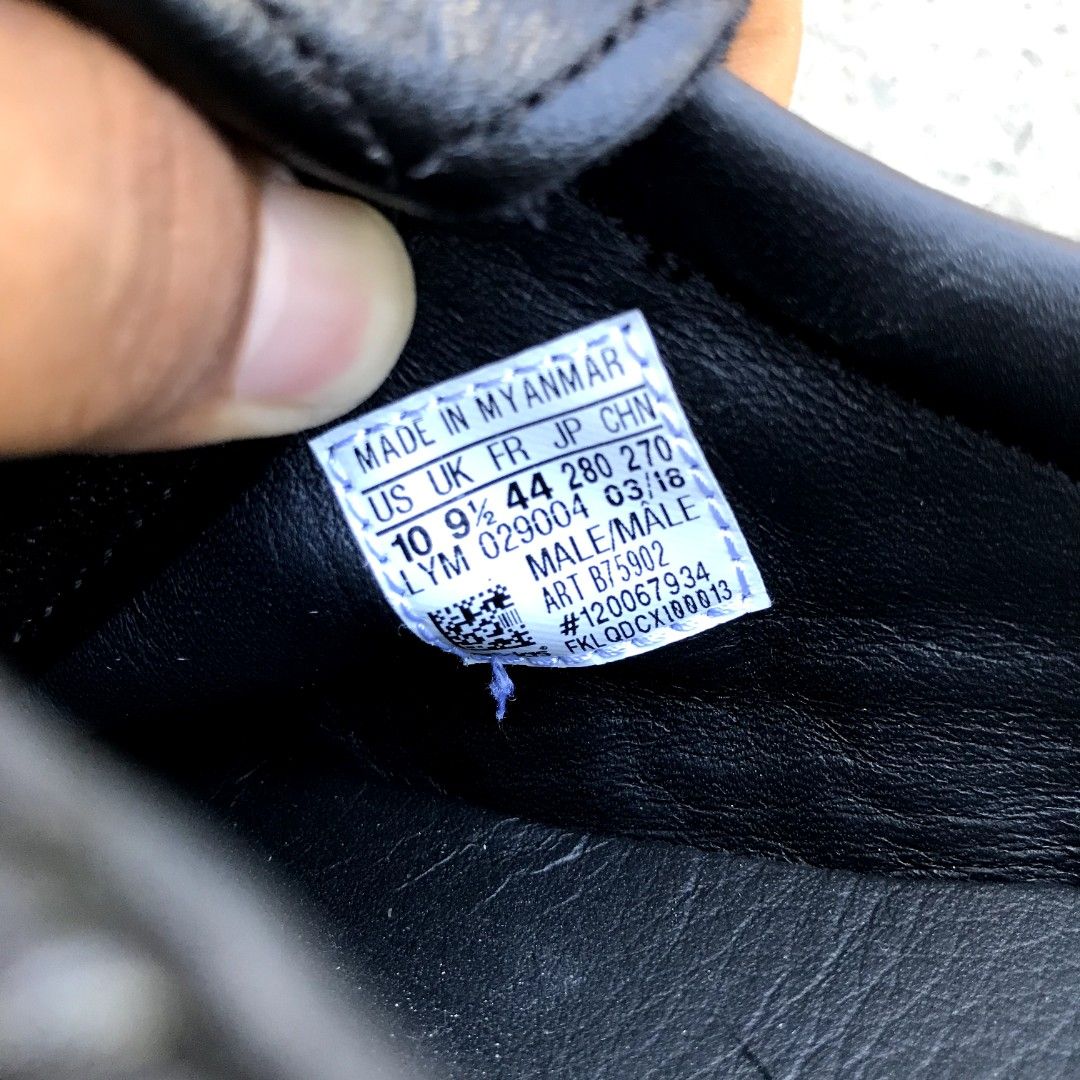 MADE IN MYANMAR
US UK FR JP CHN
10 9½ 44 280 270
LYM 029004 03/18
MALE/MÂLE
ART B75902
#120067934
FKLQDCX100013